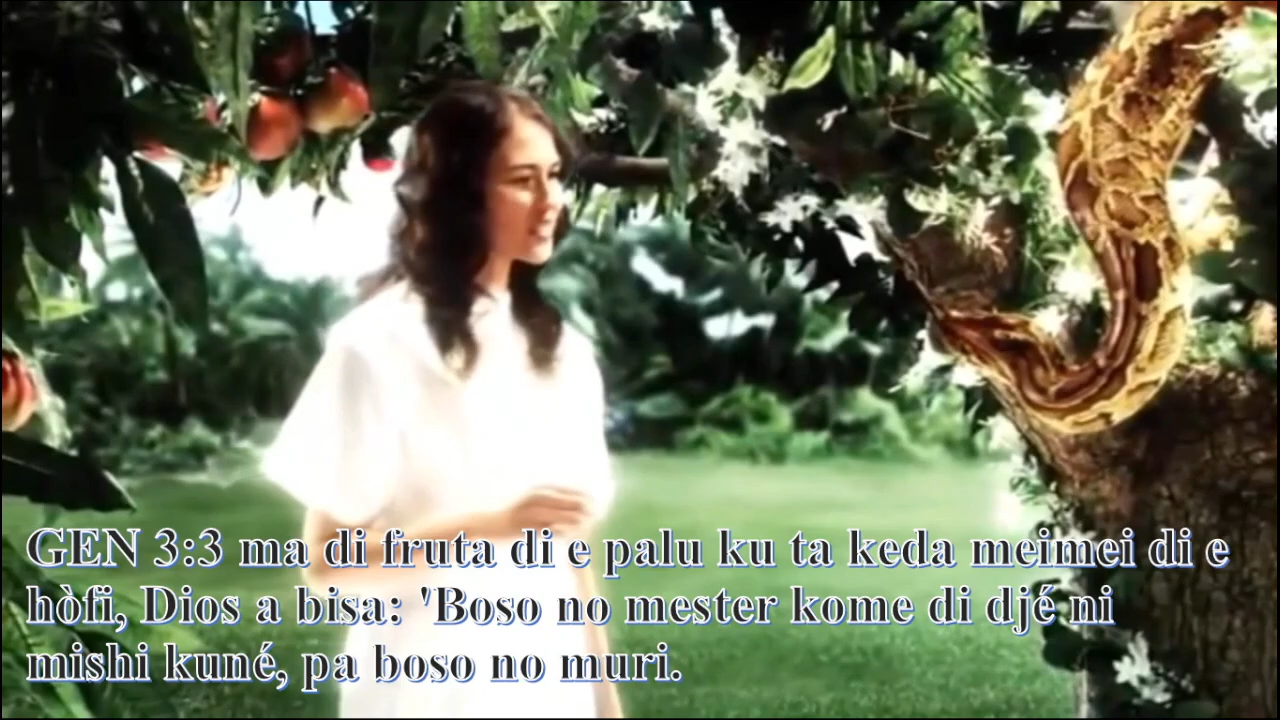 GEN 3:3 ma di fruta di e palu ku ta keda meimei di e
hòfi, Dios a bisa: 'Boso no mester kome di djé ni
mishi kuné, pa boso no muri.